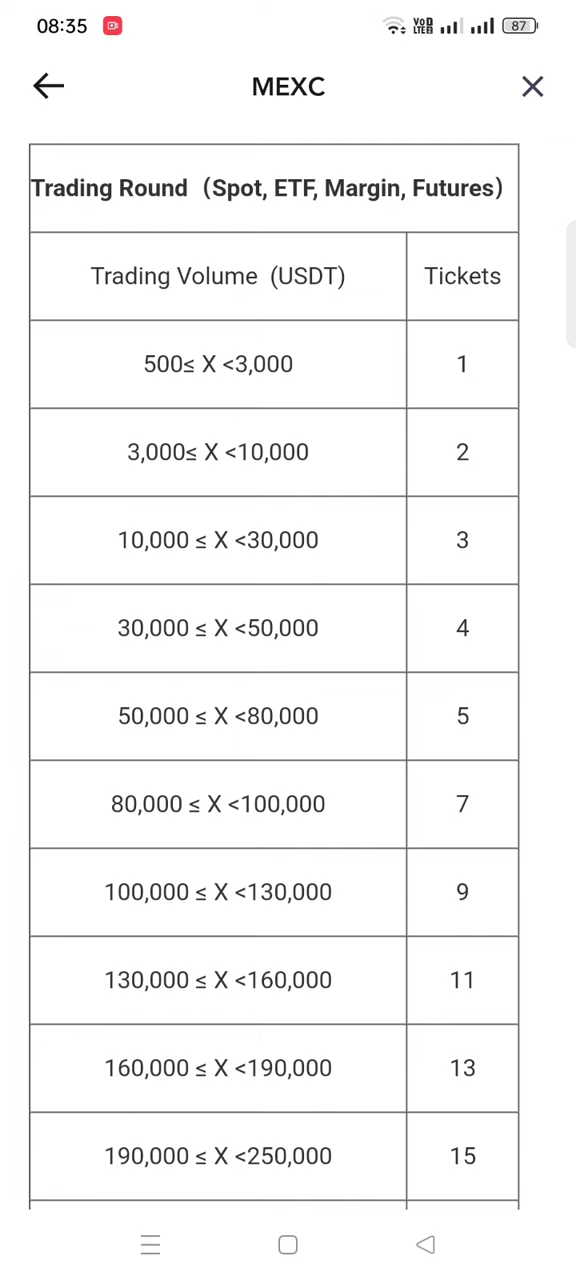 08:35 VoD LTE2 87
MEXC
Trading Round（Spot, ETF, Margin, Futures）
Trading Volume (USDT) Tickets
500≤ X <3,000 1
3,000≤ X <10,000 2
10,000 ≤ X <30,000 3
30,000 ≤ X <50,000 4
50,000 ≤ X <80,000 5
80,000 ≤ X <100,000 7
100,000 ≤ X <130,000 9
130,000 ≤ X <160,000 11
160,000 ≤ X <190,000 13
190,000 ≤ X <250,000 15